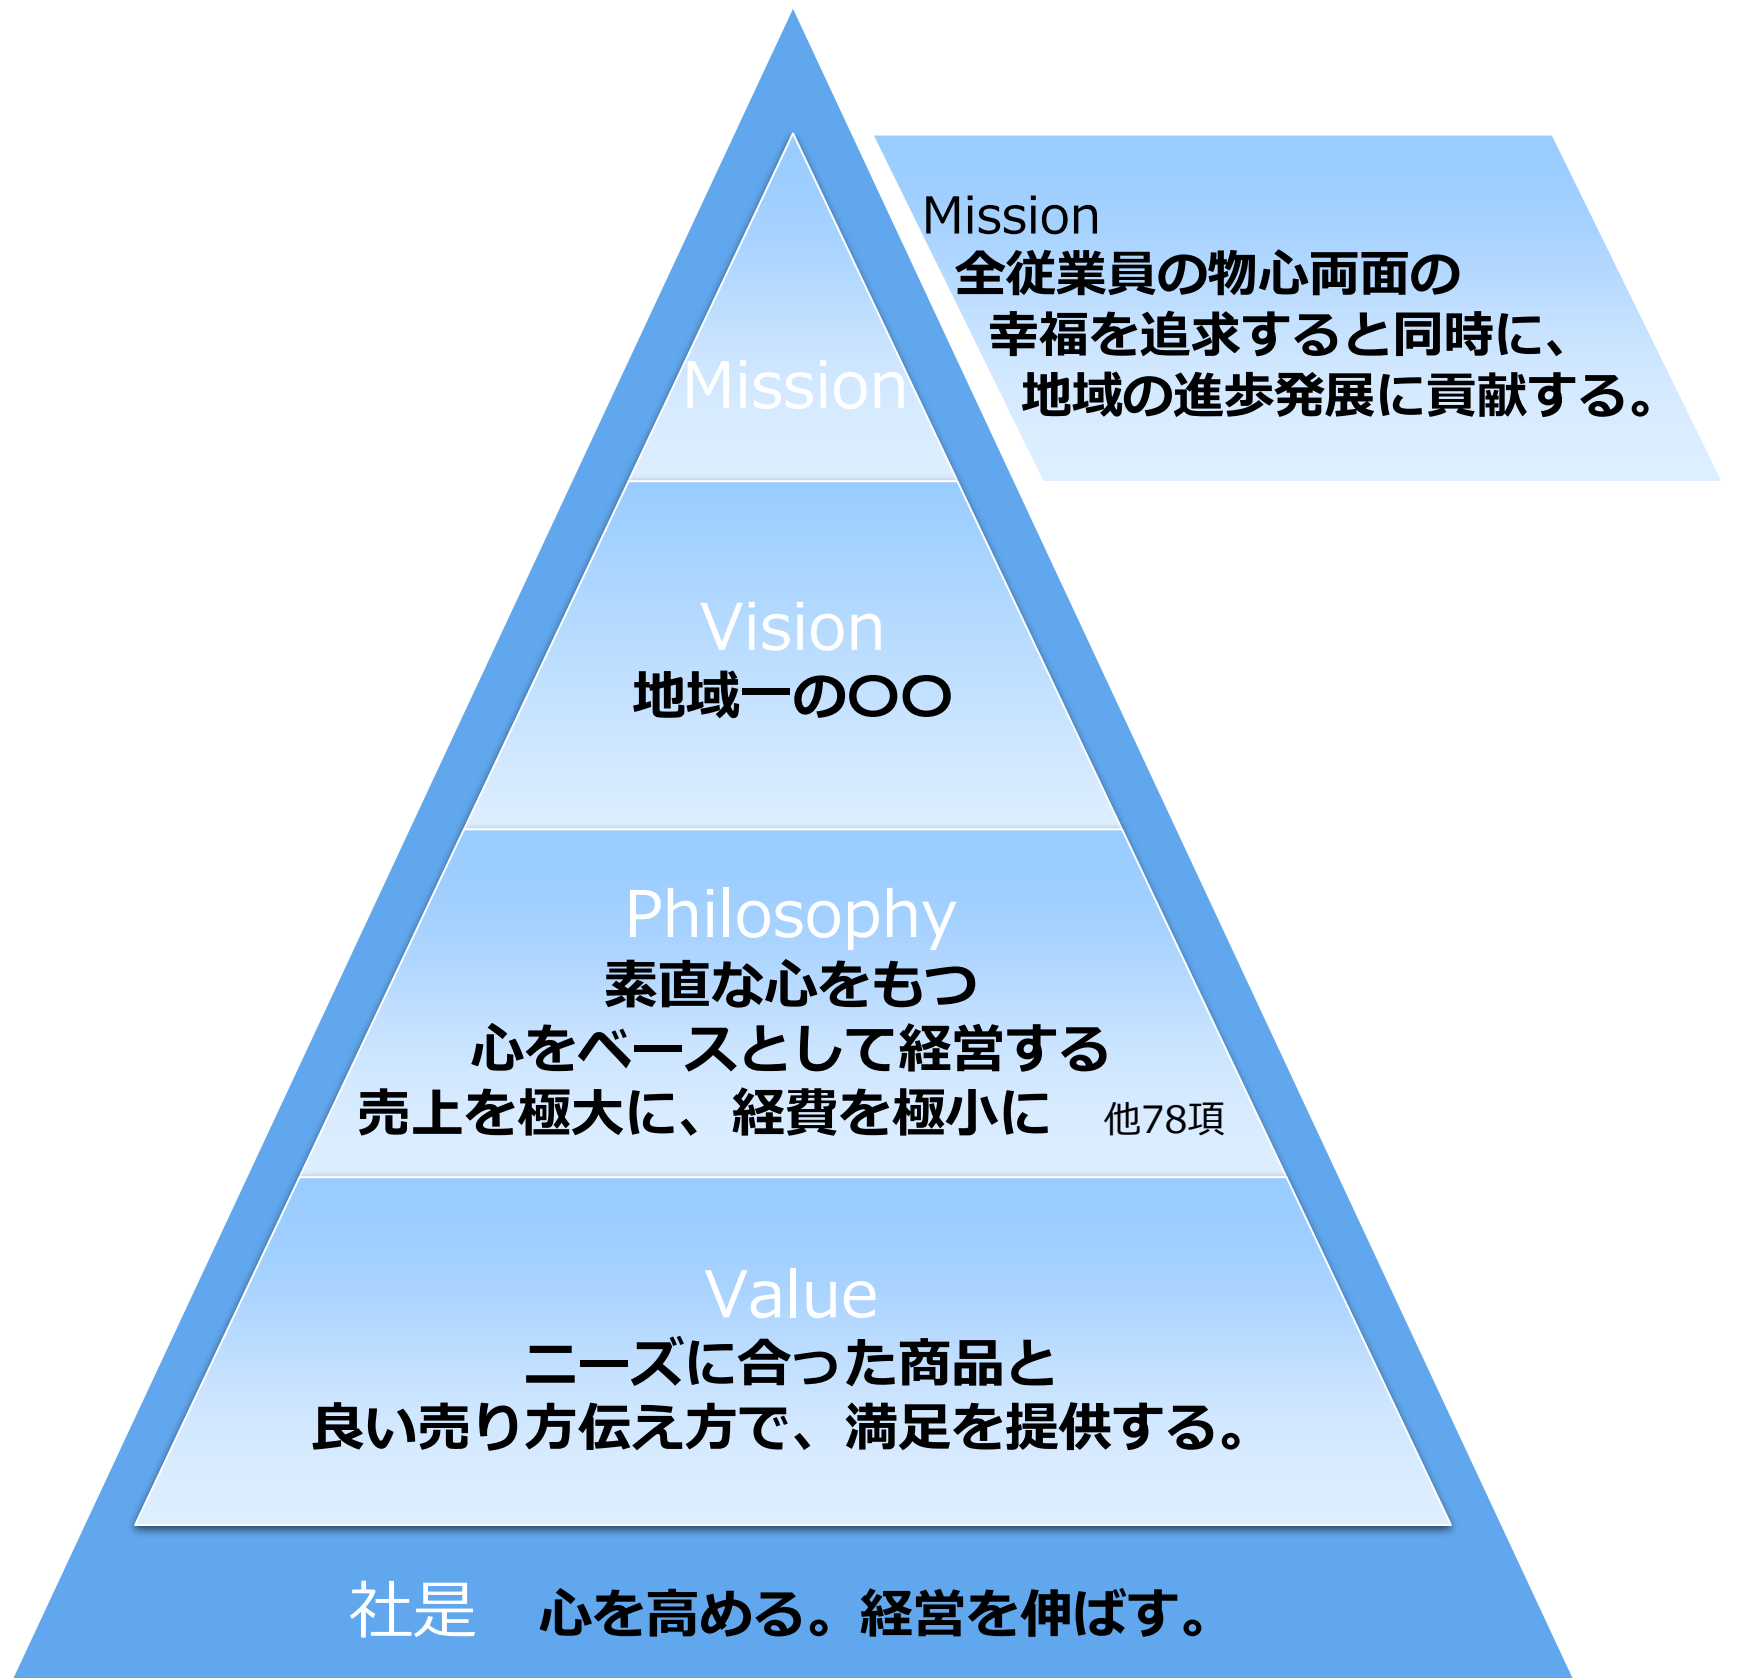 Mission
全従業員の物心両面の
幸福を追求すると同時に、
地域の進歩発展に貢献する。
Mission
Vision
地域一の〇〇
Philosophy
素直な心をもつ
心をベースとして経営する
売上を極大に、経費を極小に　他78項
Value
ニーズに合った商品と
良い売り方伝え方で、満足を提供する。
社是　心を高める。経営を伸ばす。